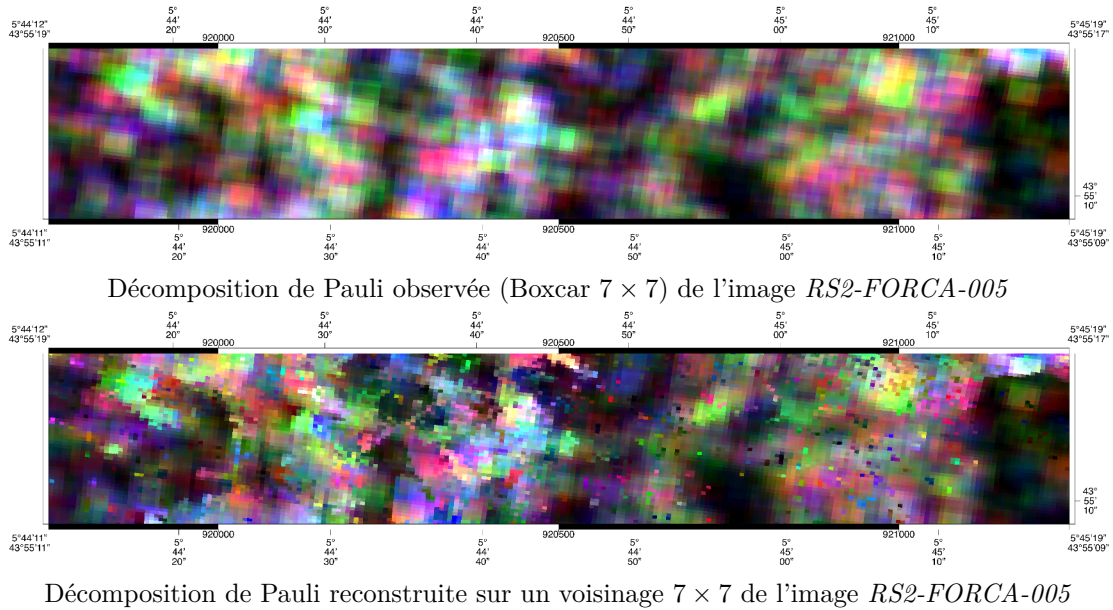 5° 5° 5° 5° 5° 5°
5°44'12" 44' 44' 44' 44' 45' 45' 5°45'19"
43°55'19" 20" 30" 40" 50" 00" 10" 43°55'17"
920000 920500 921000
43°
55'
10"
920000 920500 921000
5°44'11" 5° 5° 5° 5° 5° 5° 5°45'19"
43°55'11" 44' 44' 44' 44' 45' 45' 43°55'09"
20" 30" 40" 50" 00" 10"
Décomposition de Pauli observée (Boxcar 7 × 7) de l'image RS2-FORCA-005
5° 5° 5° 5° 5° 5°
5°44'12" 44' 44' 44' 44' 45' 45' 5°45'19"
43°55'19" 20" 30" 40" 50" 00" 10" 43°55'17"
920000 920500 921000
43°
55'
10"
920000 920500 921000
5°44'11" 5° 5° 5° 5° 5° 5° 5°45'19"
43°55'11" 44' 44' 44' 44' 45' 45' 43°55'09"
20" 30" 40" 50" 00" 10"
Décomposition de Pauli reconstruite sur un voisinage 7 × 7 de l'image RS2-FORCA-005